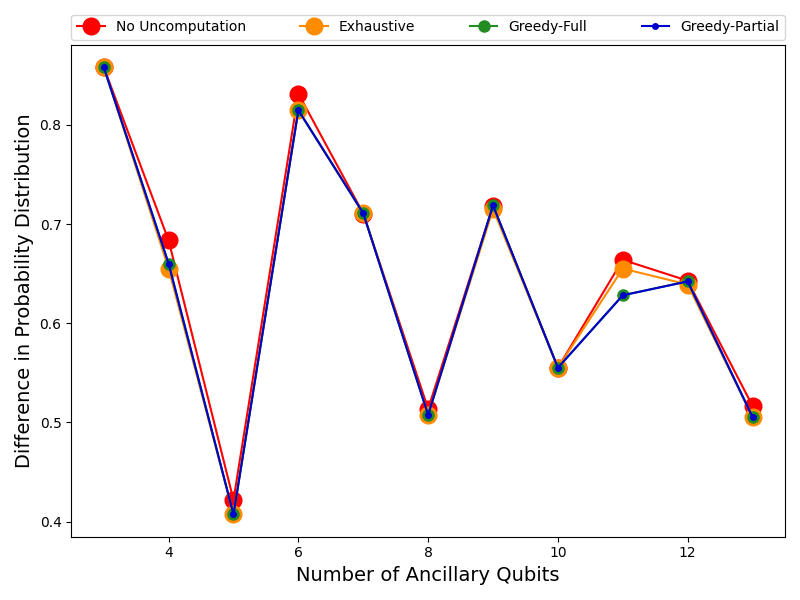 No Uncomputation Exhaustive Greedy-Full Greedy-Partial
Difference in Probability Distribution
0.8
0.7
0.6
0.5
0.4
4 6 8 10 12
Number of Ancillary Qubits